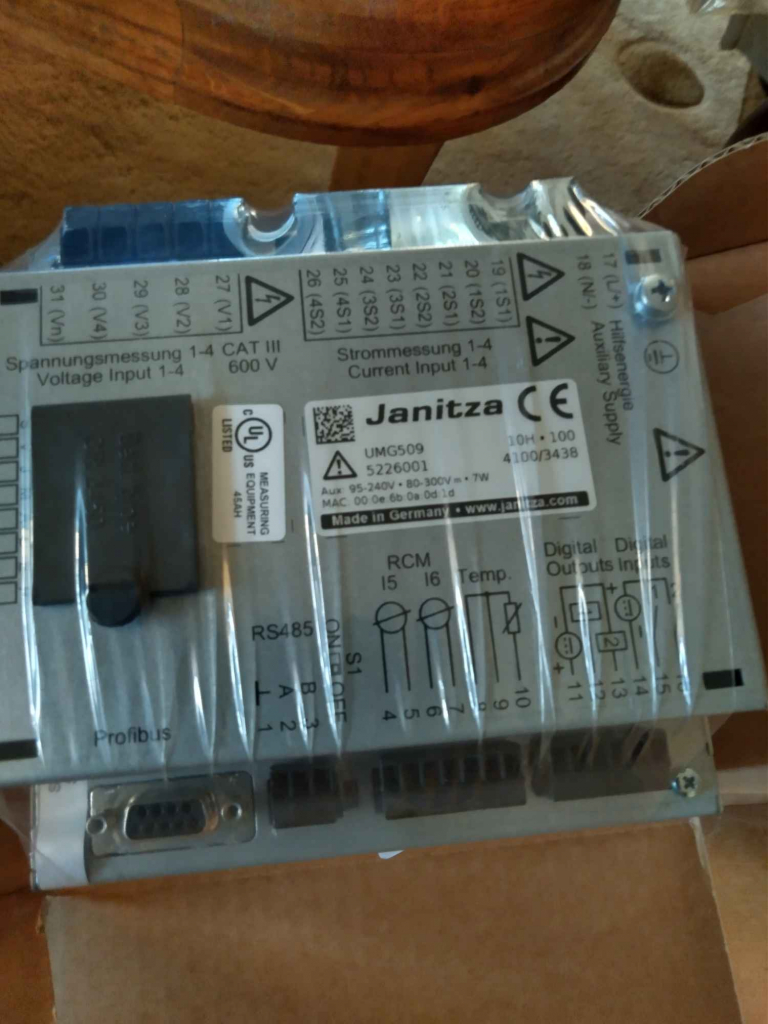 31 (Vn)
30 (V4)
29 (V3)
28 (V2)
27 (V1)
26 (4S2)
25 (4S1)
24 (3S2)
23 (3S1)
22 (2S2)
21 (2S1)
20 (1S2)
19 (1S1)
18 (N/-)
17 (L/+)
Spannungsmessung 1-4
Voltage Input 1-4
CAT III
600 V
Strommessung 1-4
Current Input 1-4
Hilfsenergie
Auxiliary Supply
C UL US
LISTED
MEASURING
EQUIPMENT
45AH
Janitza CE
UMG509
5226001
10H • 100
4100/3438
Aux: 95-240V ~ 80-300V = • 7W
MAC: 00 0e 6b 0a 0d 1d
Made in Germany • www.janitza.com
RCM
I5 I6
Temp.
Digital
Outputs
Digital
Inputs
1
2
- + - +
RS485
ON
OFF
S1
A B
1 2 3
4 5 6 7 8 9 10
11 12 13 14 15
Profibus